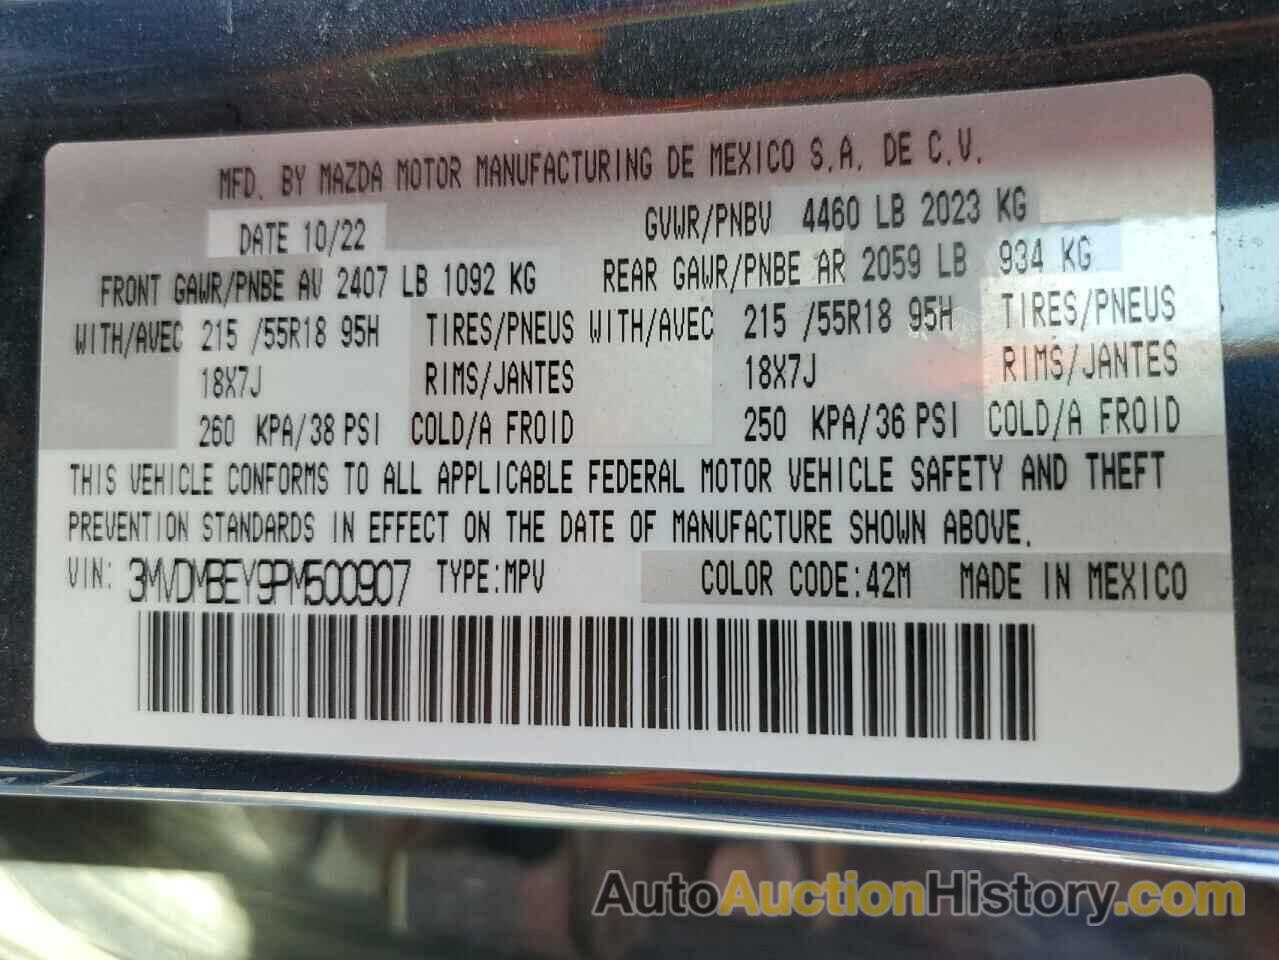 MFD. BY MAZDA MOTOR MANUFACTURING DE MEXICO S.A. DE C.V.
DATE 10/22 GVWR/PNBV 4460 LB 2023 KG
FRONT GAWR/PNBE AV 2407 LB 1092 KG REAR GAWR/PNBE AR 2059 LB 934 KG
WITH/AVEC 215 /55R18 95H TIRES/PNEUS WITH/AVEC 215 /55R18 95H TIRES/PNEUS
18X7J RIMS/JANTES 18X7J RIMS/JANTES
260 KPA/38 PSI COLD/A FROID 250 KPA/36 PSI COLD/A FROID
THIS VEHICLE CONFORMS TO ALL APPLICABLE FEDERAL MOTOR VEHICLE SAFETY AND THEFT
PREVENTION STANDARDS IN EFFECT ON THE DATE OF MANUFACTURE SHOWN ABOVE.
VIN: 3MVDMBEY9PM500907 TYPE:MPV COLOR CODE:42M MADE IN MEXICO
AutoAuctionHistory.com